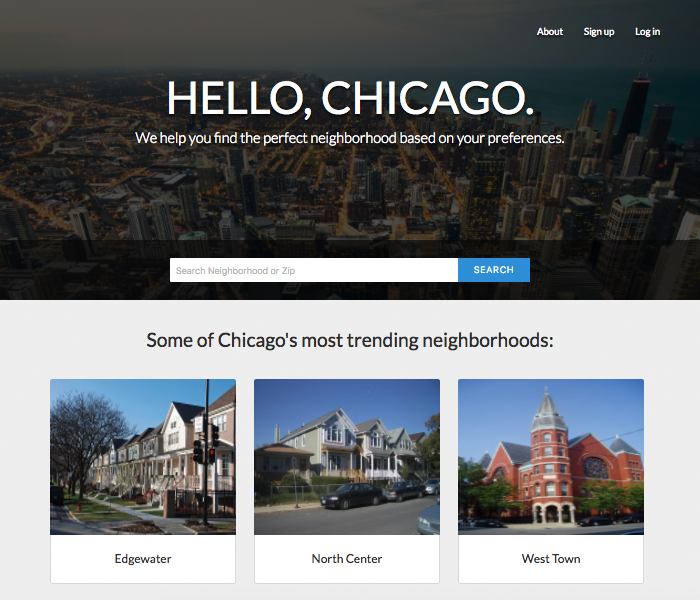 About Sign up Log in
HELLO, CHICAGO.
We help you find the perfect neighborhood based on your preferences.
Search Neighborhood or Zip SEARCH
Some of Chicago's most trending neighborhoods:
Edgewater North Center West Town